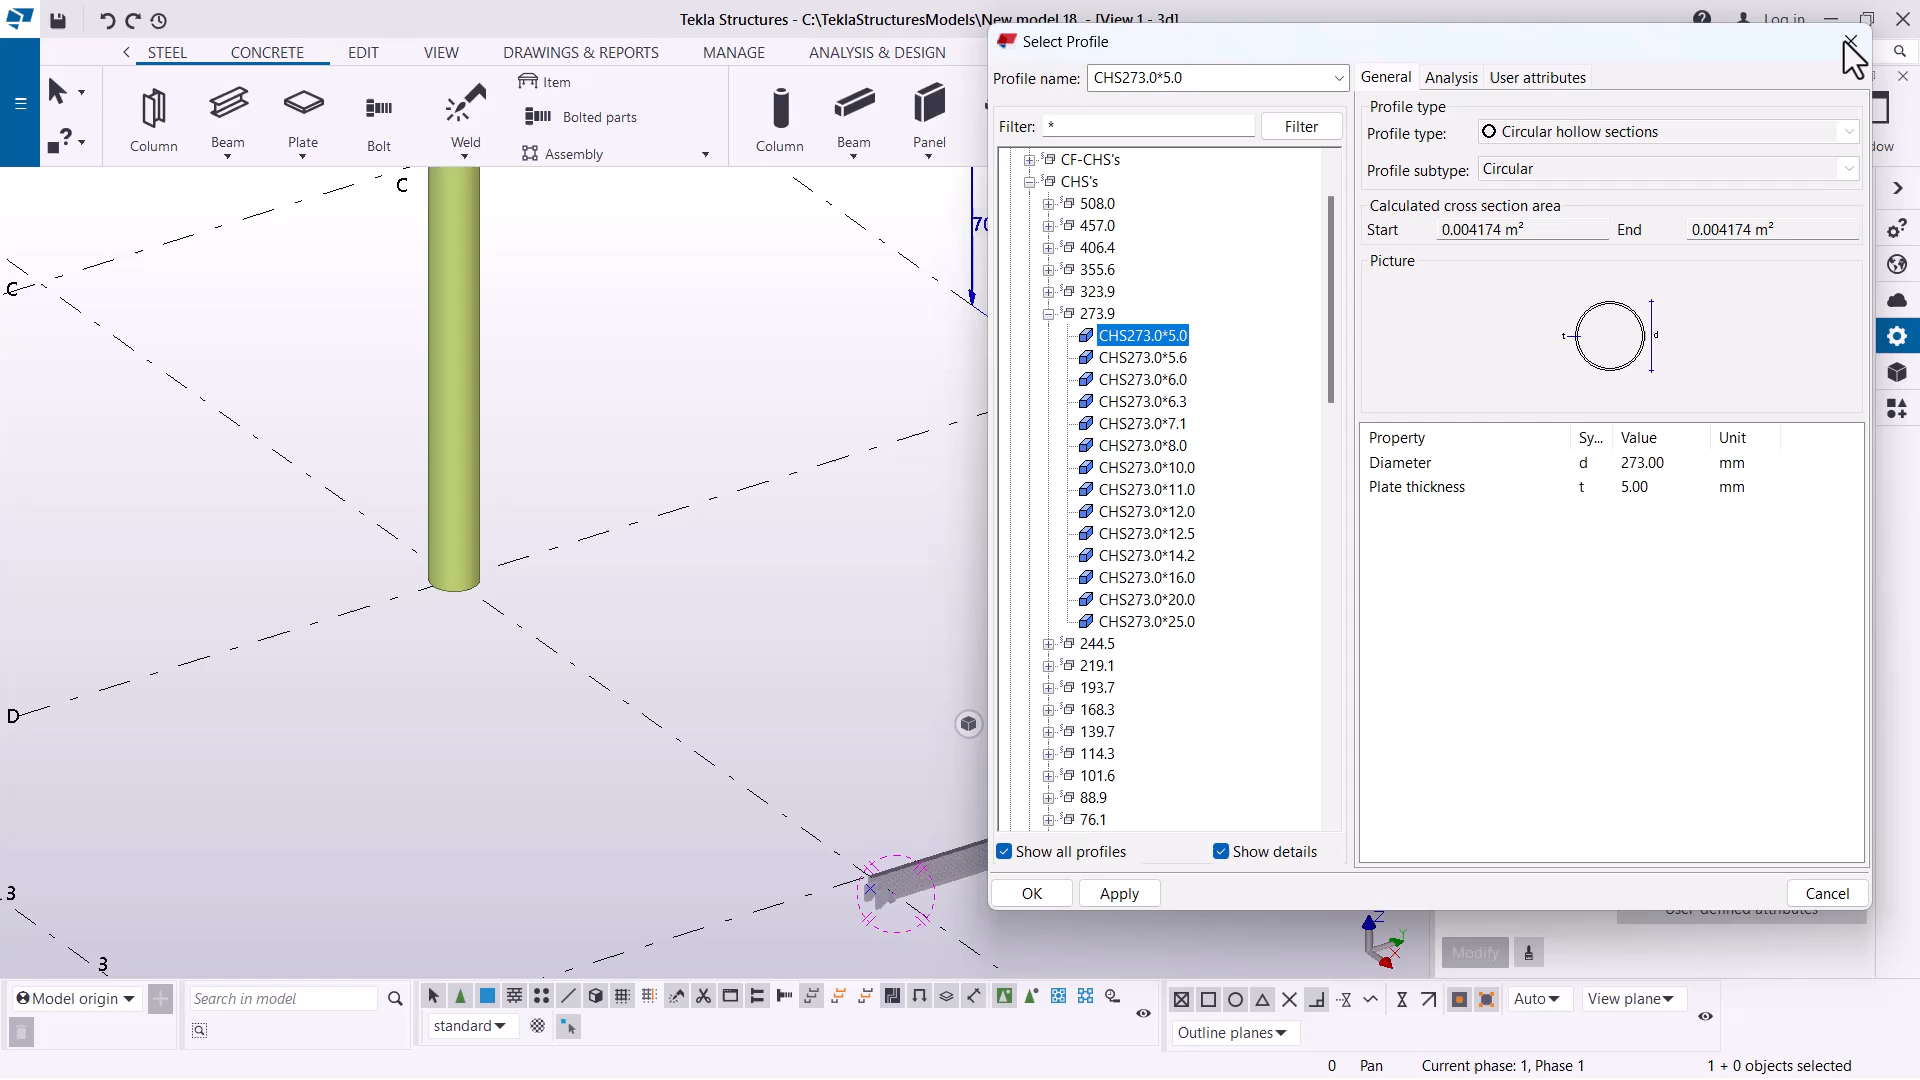 Tekla Structures - C:\TeklaStructuresModels\New model 18 - [View 1 - 3d]
Log in
STEEL
CONCRETE
EDIT
VIEW
DRAWINGS & REPORTS
MANAGE
ANALYSIS & DESIGN
Column
Beam
Plate
Bolt
Weld
Item
Bolted parts
Assembly
Column
Beam
Panel
dow
Select Profile
Profile name:
CHS273.0*5.0
General
Analysis
User attributes
Filter:
*
Filter
CF-CHS's
CHS's
508.0
457.0
406.4
355.6
323.9
273.9
CHS273.0*5.0
CHS273.0*5.6
CHS273.0*6.0
CHS273.0*6.3
CHS273.0*7.1
CHS273.0*8.0
CHS273.0*10.0
CHS273.0*11.0
CHS273.0*12.0
CHS273.0*12.5
CHS273.0*14.2
CHS273.0*16.0
CHS273.0*20.0
CHS273.0*25.0
244.5
219.1
193.7
168.3
139.7
114.3
101.6
88.9
76.1
Show all profiles
Show details
OK
Apply
Cancel
Profile type
Profile type:
Circular hollow sections
Profile subtype:
Circular
Calculated cross section area
Start
0.004174 m²
End
0.004174 m²
Picture
t
d
Property
Sy...
Value
Unit
Diameter
d
273.00
mm
Plate thickness
t
5.00
mm
User-defined attributes
Modify
C
C
D
3
3
70
Z
Y
X
Model origin
Search in model
standard
Auto
View plane
Outline planes
0
Pan
Current phase: 1, Phase 1
1 + 0 objects selected